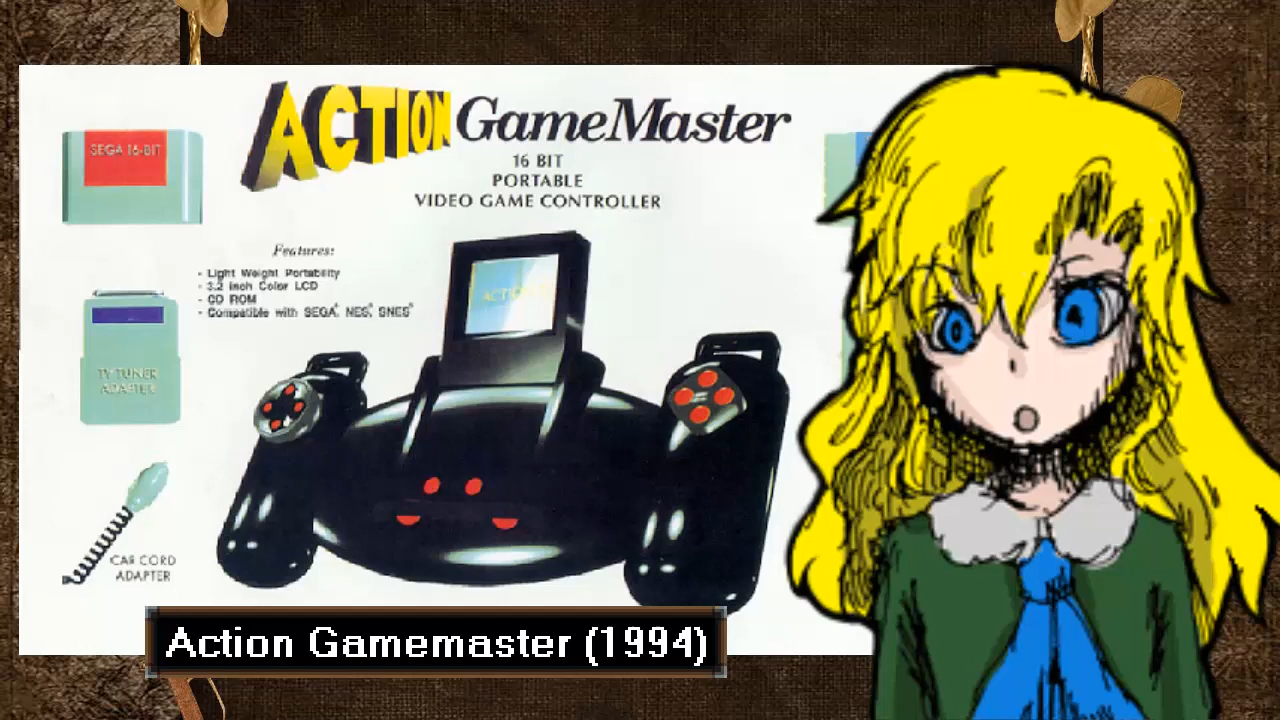 ACTION GameMaster
16 BIT
PORTABLE
VIDEO GAME CONTROLLER
SEGA 16-BIT
Features:
- Light Weight Portability
- 3.2 inch Color LCD
- CD ROM
- Compatible with SEGA®, NES®, SNES®
ACTION
TV TUNER
ADAPTER
CAR CORD
ADAPTER
Action Gamemaster (1994)